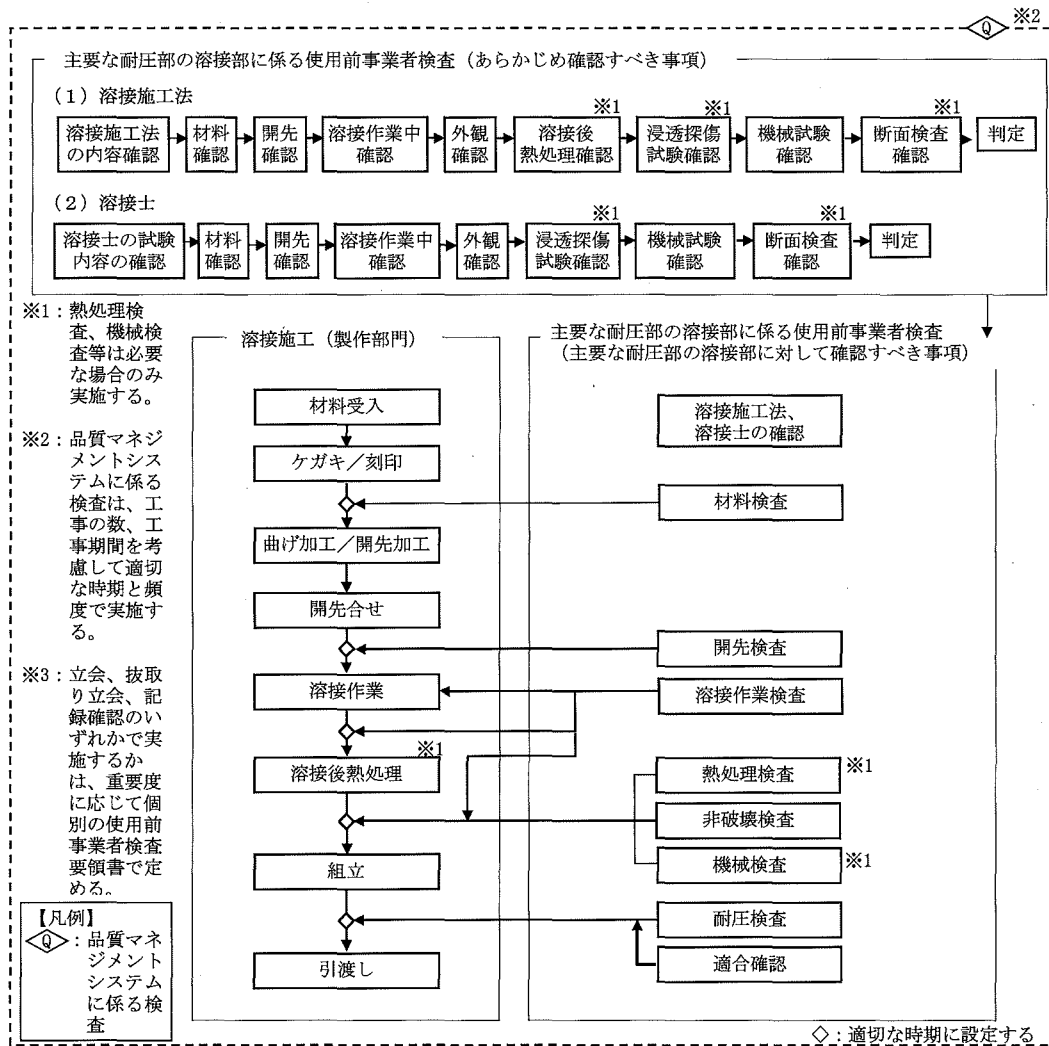 Q ※2
主要な耐圧部の溶接部に係る使用前事業者検査(あらかじめ確認すべき事項)
(1)溶接施工法
溶接施工法
の内容確認
材料
確認
開先
確認
溶接作業中
確認
外観
確認
※1
溶接後
熱処理確認
※1
浸透探傷
試験確認
機械試験
確認
※1
断面検査
確認
判定
(2)溶接士
溶接士の試験
内容の確認
材料
確認
開先
確認
溶接作業中
確認
外観
確認
※1
浸透探傷
試験確認
機械試験
確認
※1
断面検査
確認
判定
※1:熱処理検
査、機械検
査等は必要
な場合のみ
実施する。
※2:品質マネジ
メントシス
テムに係る
検査は、工
事の数、工
事期間を考
慮して適切
な時期と頻
度で実施す
る。
※3:立会、抜取
り立会、記
録確認のい
ずれかで実
施するか
は、重要度
に応じて個
別の使用前
事業者検査
要領書で定
める。
【凡例】
Q:品質マネ
ジメント
システム
に係る検
査
溶接施工(製作部門)
材料受入
ケガキ/刻印
曲げ加工/開先加工
開先合せ
溶接作業
※1
溶接後熱処理
組立
引渡し
主要な耐圧部の溶接部に係る使用前事業者検査
(主要な耐圧部の溶接部に対して確認すべき事項)
溶接施工法、
溶接士の確認
材料検査
開先検査
溶接作業検査
熱処理検査 ※1
非破壊検査
機械検査 ※1
耐圧検査
適合確認
◇:適切な時期に設定する